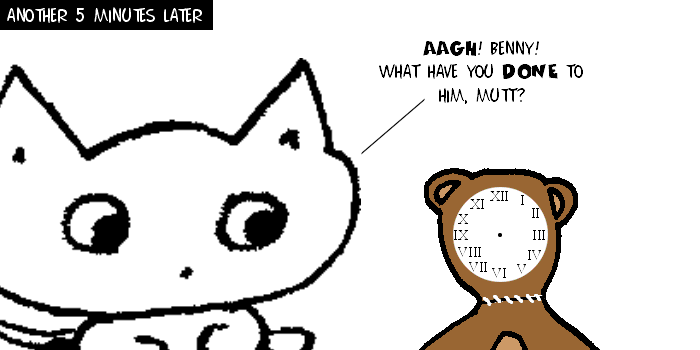 ANOTHER 5 MINUTES LATER
AAGH! BENNY!
WHAT HAVE YOU DONE TO
HIM, MUTT?
XII
I
II
III
IV
V
VI
VII
VIII
IX
X
XI